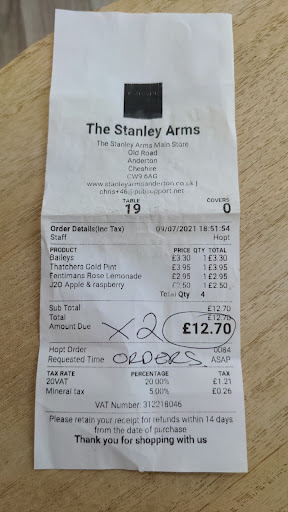 The Stanley Arms
The Stanley Arms Main Store
Old Road
Anderton
Cheshire
CW9 6AG
www.stanleyarmsanderton.co.uk |
chris+46@pubsupport.net
TABLE COVERS
19 0
Order Details(Inc Tax) 09/07/2021 18:51:54
Staff Hopt
Product PRICE QTY TOTAL
Baileys £3.30 1 £3.30
Thatchers Gold Pint £3.95 1 £3.95
Fentimans Rose Lemonade £2.95 1 £2.95
J2O Apple & raspberry £2.50 1 £2.50
Total Qty 4
Sub Total £12.70
Total £12.70
Amount Due X2 £12.70
Hopt Order 0084
Requested Time ORDERS ASAP
TAX RATE PERCENTAGE TAX
20VAT 20.00% £1.21
Mineral tax 5.00% £0.26
VAT Number: 312218046
Please retain your receipt for refunds within 14 days
from the date of purchase
Thank you for shopping with us